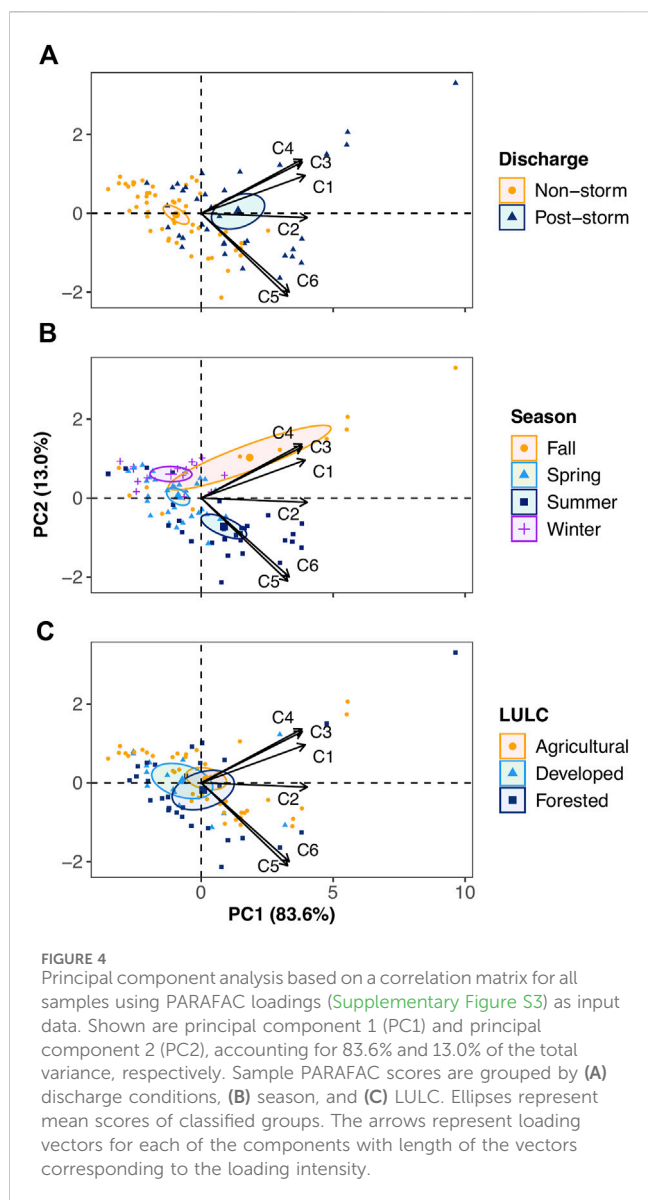 A
2
0
−2
C4
C3
C1
C2
C6
C5
Discharge
Non−storm
Post−storm
B
PC2 (13.0%)
2
0
−2
C4
C3
C1
C2
C6
C5
Season
Fall
Spring
Summer
Winter
C
2
0
−2
C4
C3
C1
C2
C6
C5
LULC
Agricultural
Developed
Forested
0
5
10
PC1 (83.6%)
FIGURE 4
Principal component analysis based on a correlation matrix for all
samples using PARAFAC loadings (Supplementary Figure S3) as input
data. Shown are principal component 1 (PC1) and principal
component 2 (PC2), accounting for 83.6% and 13.0% of the total
variance, respectively. Sample PARAFAC scores are grouped by (A)
discharge conditions, (B) season, and (C) LULC. Ellipses represent
mean scores of classified groups. The arrows represent loading
vectors for each of the components with length of the vectors
corresponding to the loading intensity.